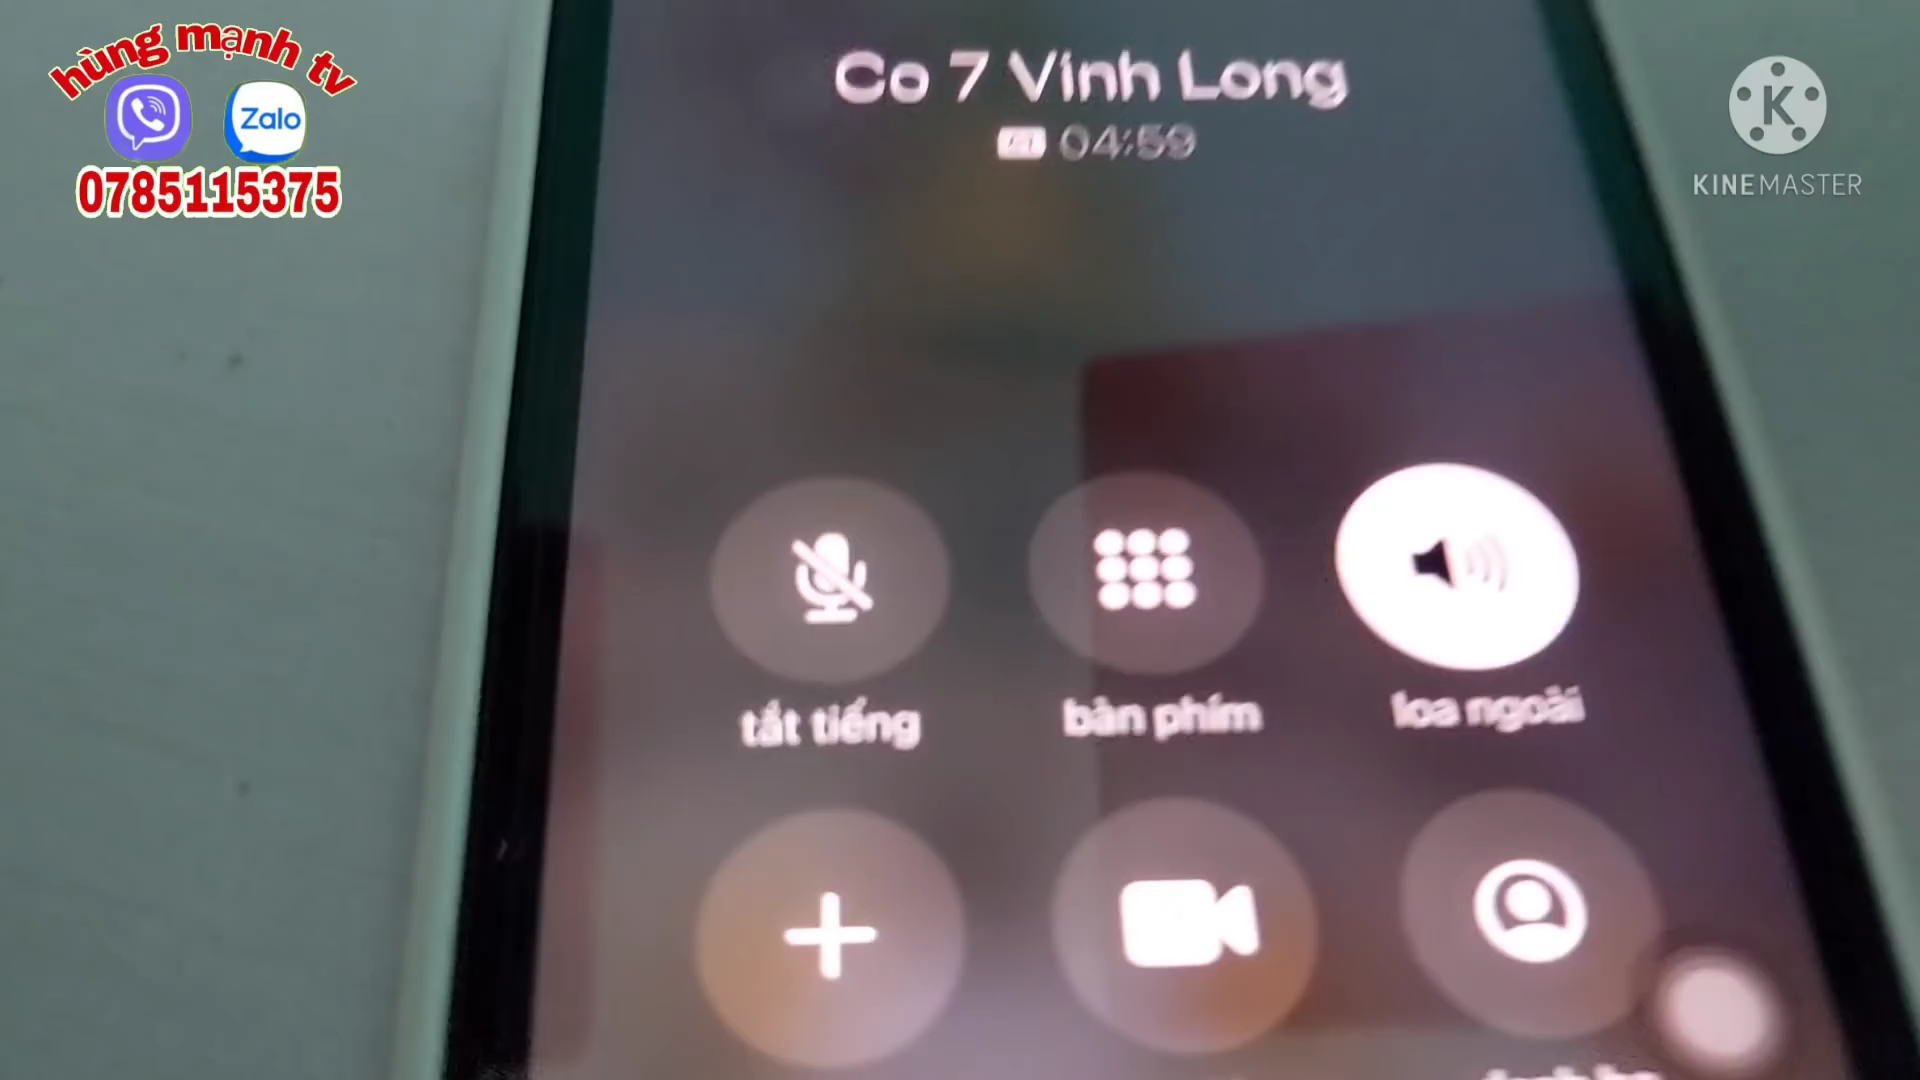 hùng mạnh tv
Zalo
0785115375
Co 7 Vinh Long
04:59
KINEMASTER
tắt tiếng
bàn phím
loa ngoài